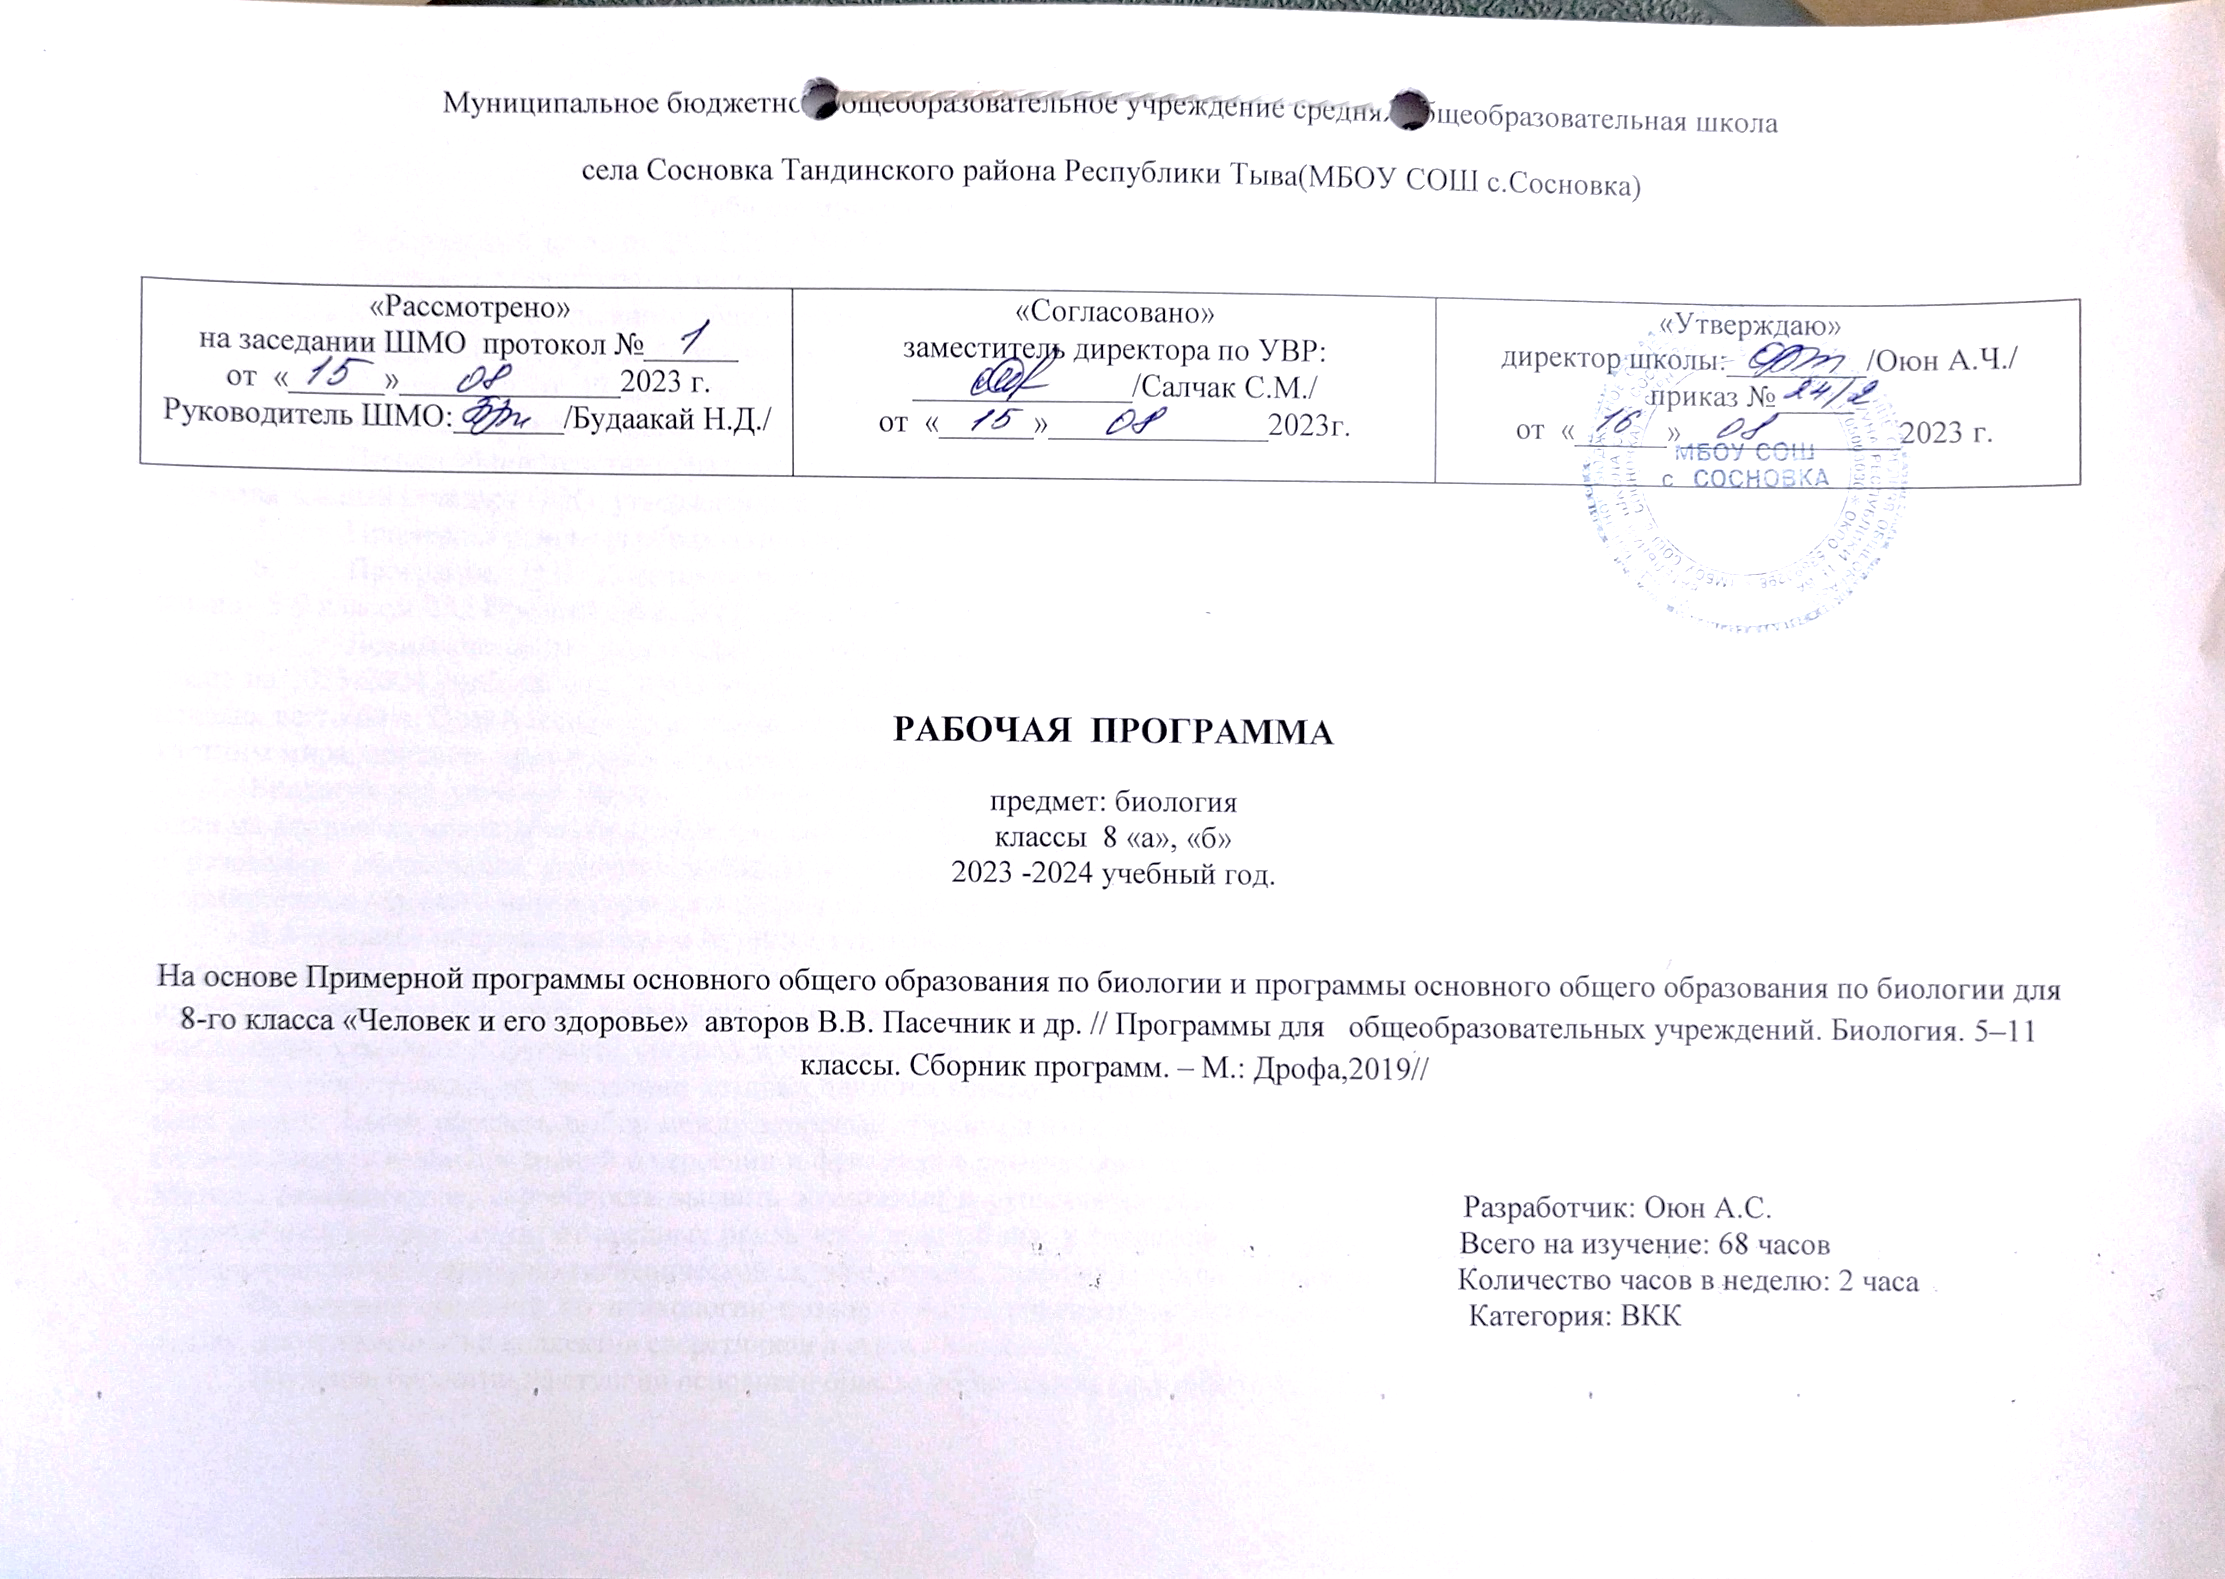 Муниципальное бюджетно общеобразовательное учреждение средня бщеобразовательная школа
села Сосновка Тандинского района Республики Тыва(МБОУ СОШ с.Сосновка)
«Рассмотрено»
на заседании ШМО протокол № 1
от «15» 08 2023 г.
Руководитель ШМО: /Будаакай Н.Д./
«Согласовано»
заместитель директора по УВР:
/Салчак С.М./
от «15» 08 2023г.
«Утверждаю»
директор школы: /Оюн А.Ч./
приказ № 24/2
от «16» 08 2023 г.
МБОУ СОШ
с СОСНОВКА
РАБОЧАЯ ПРОГРАММА
предмет: биология
классы 8 «а», «б»
2023 -2024 учебный год.
На основе Примерной программы основного общего образования по биологии и программы основного общего образования по биологии для
8-го класса «Человек и его здоровье» авторов В.В. Пасечник и др. // Программы для общеобразовательных учреждений. Биология. 5–11
классы. Сборник программ. – М.: Дрофа,2019//
Разработчик: Оюн А.С.
Всего на изучение: 68 часов
Количество часов в неделю: 2 часа
Категория: ВКК